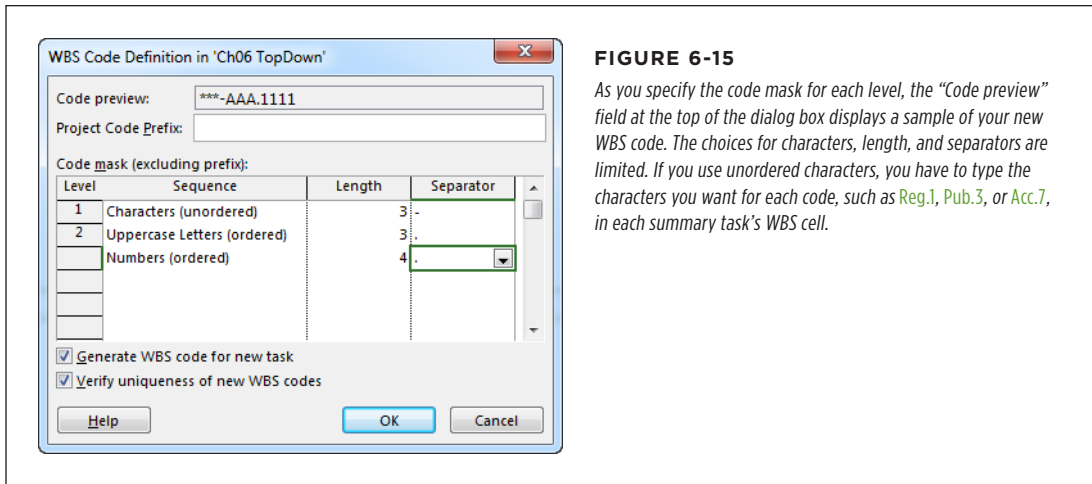 WBS Code Definition in 'Ch06 TopDown'
Code preview: ***-AAA.1111
Project Code Prefix:
Code mask (excluding prefix):
Level Sequence Length Separator
1 Characters (unordered) 3 -
2 Uppercase Letters (ordered) 3 .
Numbers (ordered) 4 .
Generate WBS code for new task
Verify uniqueness of new WBS codes
Help OK Cancel
FIGURE 6-15
As you specify the code mask for each level, the “Code preview”
field at the top of the dialog box displays a sample of your new
WBS code. The choices for characters, length, and separators are
limited. If you use unordered characters, you have to type the
characters you want for each code, such as Reg.1, Pub.3, or Acc.7,
in each summary task’s WBS cell.